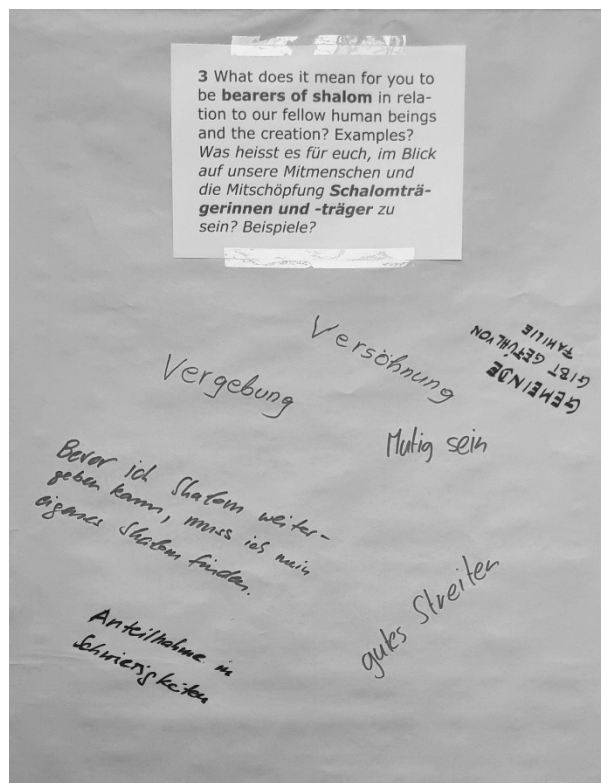 3 What does it mean for you to
be bearers of shalom in rela-
tion to our fellow human beings
and the creation? Examples?
Was heisst es für euch, im Blick
auf unsere Mitmenschen und
die Mitschöpfung Schalomträ-
gerinnen und -träger zu
sein? Beispiele?
Versöhnung
GEMEINDE
GIBT GEFÜHL VON
FAMILIE
Vergebung
Mutig sein
Bevor ich Shalom weiter-
geben kann, muss ich mein
eigenes Shalom finden.
gutes Streiten
Anteilnahme in
Schwierigkeiten